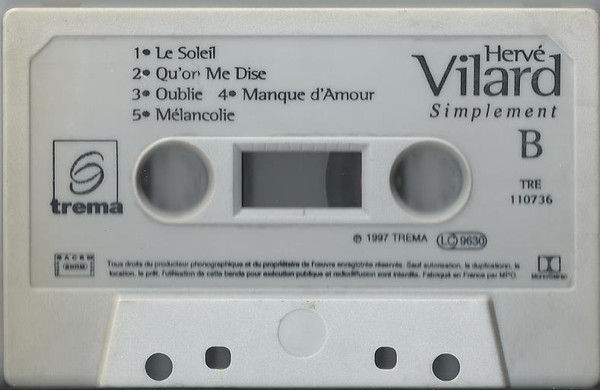 1• Le Soleil
2• Qu'on Me Dise
3• Oublie 4• Manque d'Amour
5• Mélancolie
Hervé
Vilard
Simplement
B
TRE
110736
trema
℗ 1997 TREMA LC 9630
SACEM
Tous droits du producteur phonographique et du propriétaire de l'œuvre enregistrée réservés. Sauf autorisation, la duplication, la
location, le prêt, l'utilisation de cette bande pour exécution publique et radiodiffusion sont interdits. Fabriqué en France par MPO.